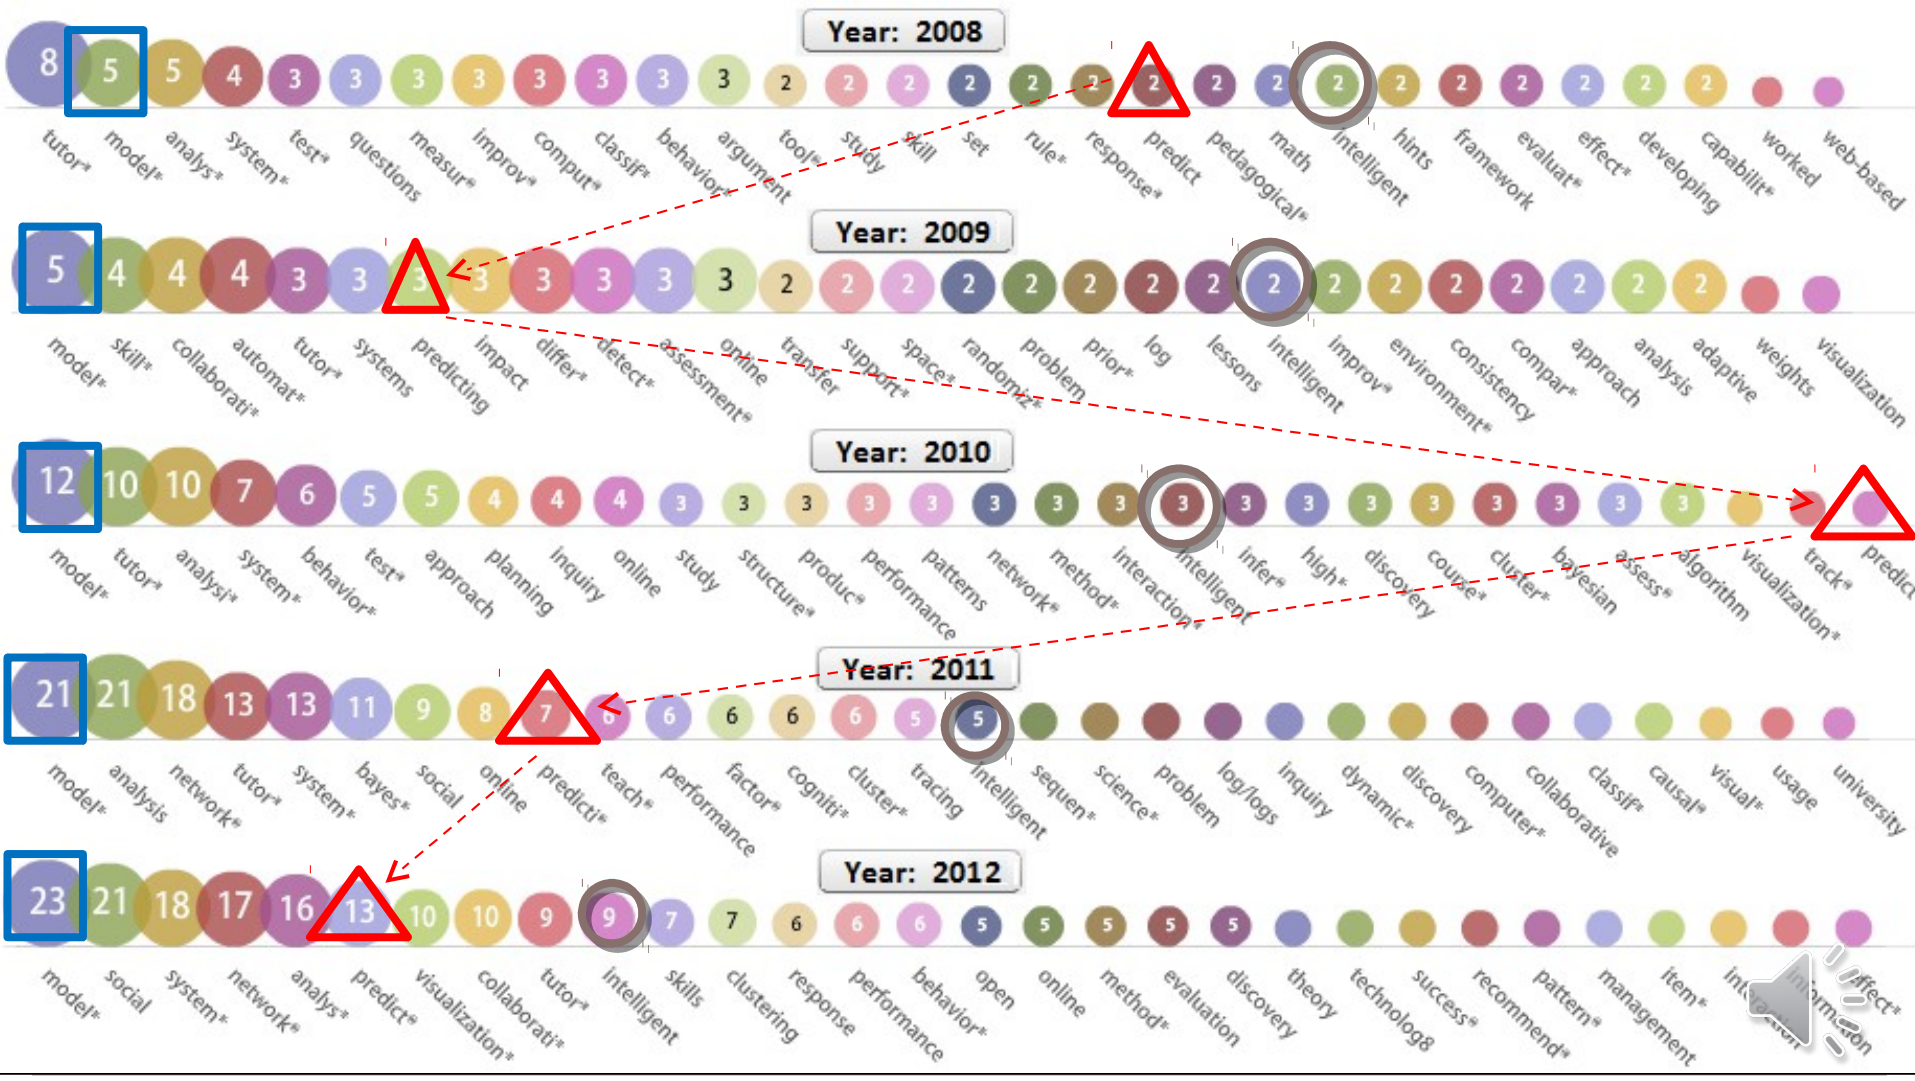 Year: 2008
8 5 5 4 3 3 3 3 3 3 3 3 2 2 2 2 2 2 2 2 2 2 2 2 2 2 2 2
tutor* model* analys* system* test* questions measur* improv* comput* classif* behavior* argument tool* study skill set rule* response* predict pedagogical* math intelligent hints framework evaluat* effect* developing capabilit* worked web-based
Year: 2009
5 4 4 4 3 3 3 3 3 3 3 3 2 2 2 2 2 2 2 2 2 2 2 2 2 2 2 2
model* skill* collaborati* automat* tutor* systems predicting impact differ* detect* assessment* online transfer support* space* randomiz* problem prior* log lessons intelligent improv* environment* consistency compar* approach analysis adaptive weights visualization
Year: 2010
12 10 10 7 6 5 5 4 4 4 3 3 3 3 3 3 3 3 3 3 3 3 3 3 3 3 3
model* tutor* analysi* system* behavior* test* approach planning inquiry online study structure* produc* performance patterns network* method* interaction* intelligent infer* high* discovery course* cluster* bayesian assess* algorithm visualization* track* predict
Year: 2011
21 21 18 13 13 11 9 8 7 6 6 6 6 6 5 5
model* analysis network* tutor* system* bayes* social online predicti* teach* performance factor* cogniti* cluster* tracing intelligent sequen* science* problem log/logs inquiry dynamic* discovery computer* collaborative classif* causal* visual* usage university
Year: 2012
23 21 18 17 16 13 10 10 9 9 7 7 6 6 6 5 5 5 5 5
model* social system* network* analys* predict* visualization* collaborati* tutor* intelligent skills clustering response performance behavior* open online method* evaluation discovery theory technolog8 success* recommend* pattern* management item* interaction information